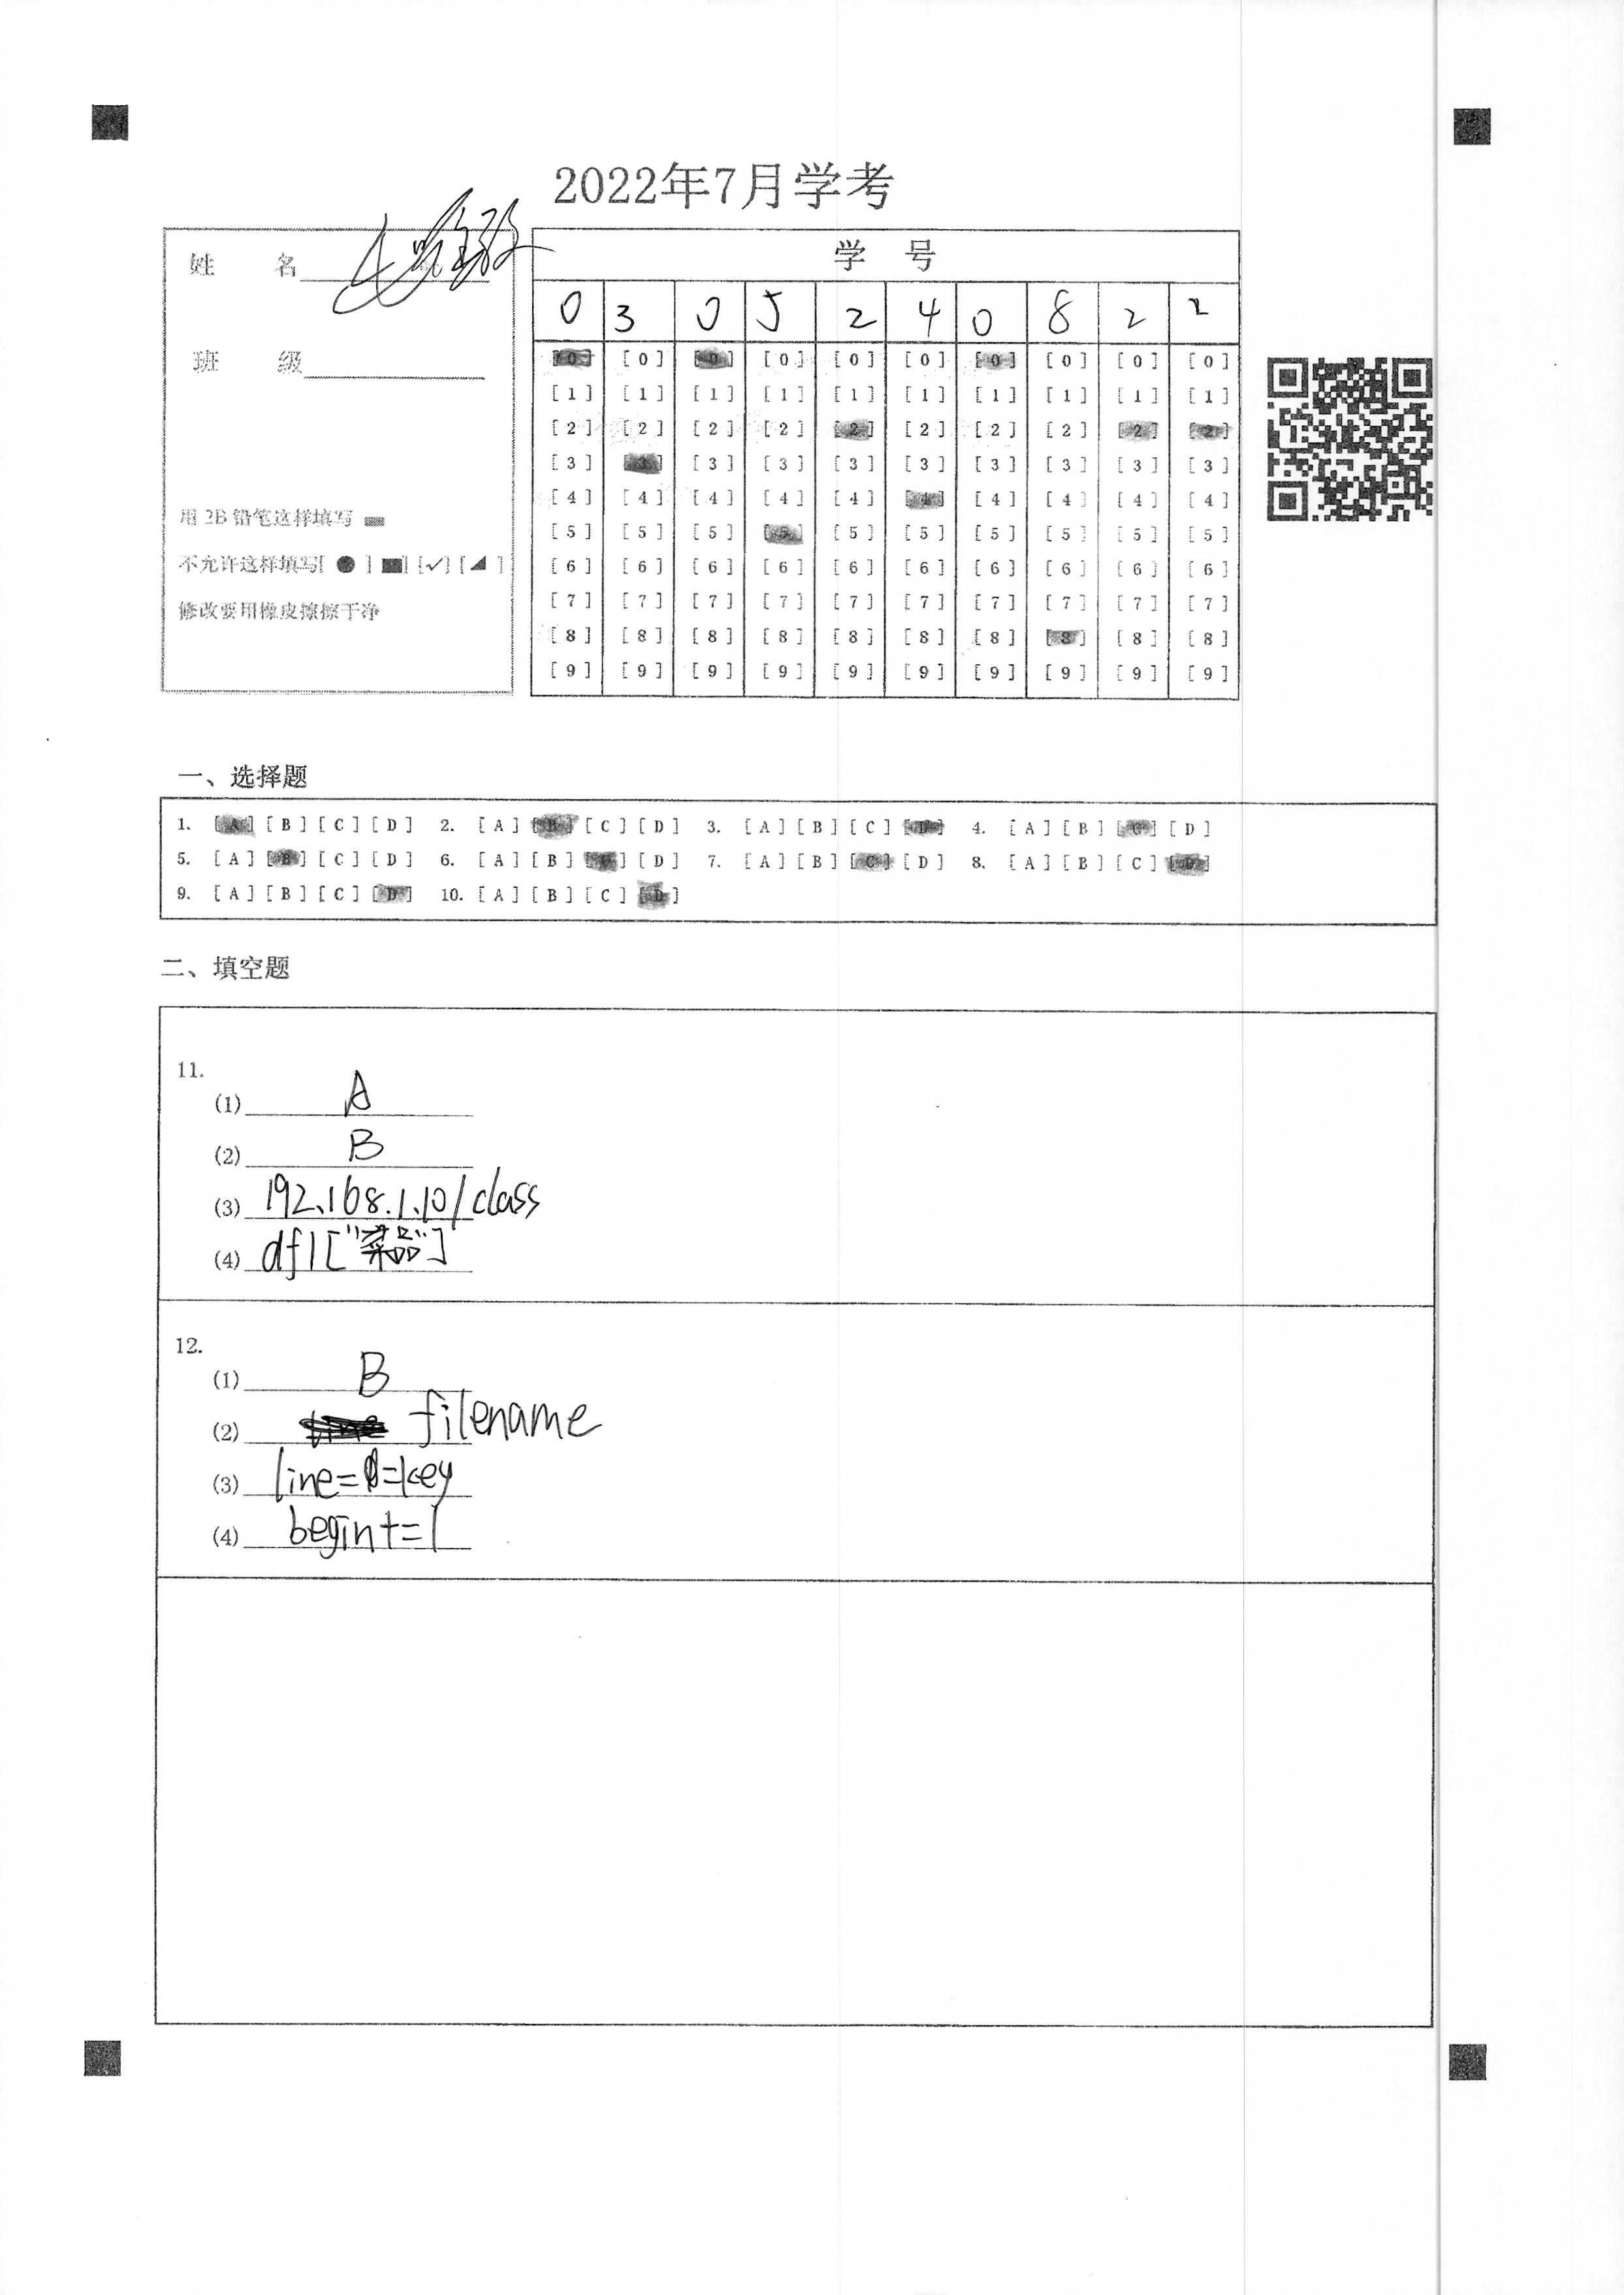 2022年7月学考
姓 名
班 级
用2B铅笔这样填写
不允许这样填写[ ● ] [■] [✓] [◢ ]
修改要用橡皮擦擦干净
学 号
0 3 0 5 2 4 0 8 2 2
[0] [0] [0] [0] [0] [0] [0] [0] [0] [0]
[1] [1] [1] [1] [1] [1] [1] [1] [1] [1]
[2] [2] [2] [2] [2] [2] [2] [2] [2] [2]
[3] [3] [3] [3] [3] [3] [3] [3] [3] [3]
[4] [4] [4] [4] [4] [4] [4] [4] [4] [4]
[5] [5] [5] [5] [5] [5] [5] [5] [5] [5]
[6] [6] [6] [6] [6] [6] [6] [6] [6] [6]
[7] [7] [7] [7] [7] [7] [7] [7] [7] [7]
[8] [8] [8] [8] [8] [8] [8] [8] [8] [8]
[9] [9] [9] [9] [9] [9] [9] [9] [9] [9]
一、选择题
1. [A] [B] [C] [D] 2. [A] [B] [C] [D] 3. [A] [B] [C] [D] 4. [A] [B] [C] [D]
5. [A] [B] [C] [D] 6. [A] [B] [C] [D] 7. [A] [B] [C] [D] 8. [A] [B] [C] [D]
9. [A] [B] [C] [D] 10. [A] [B] [C] [D]
二、填空题
11.
(1) A
(2) B
(3) 192.168.1.10/class
(4) df1["菜品"]
12.
(1) B
(2) filename
(3) line==key
(4) begin+=1